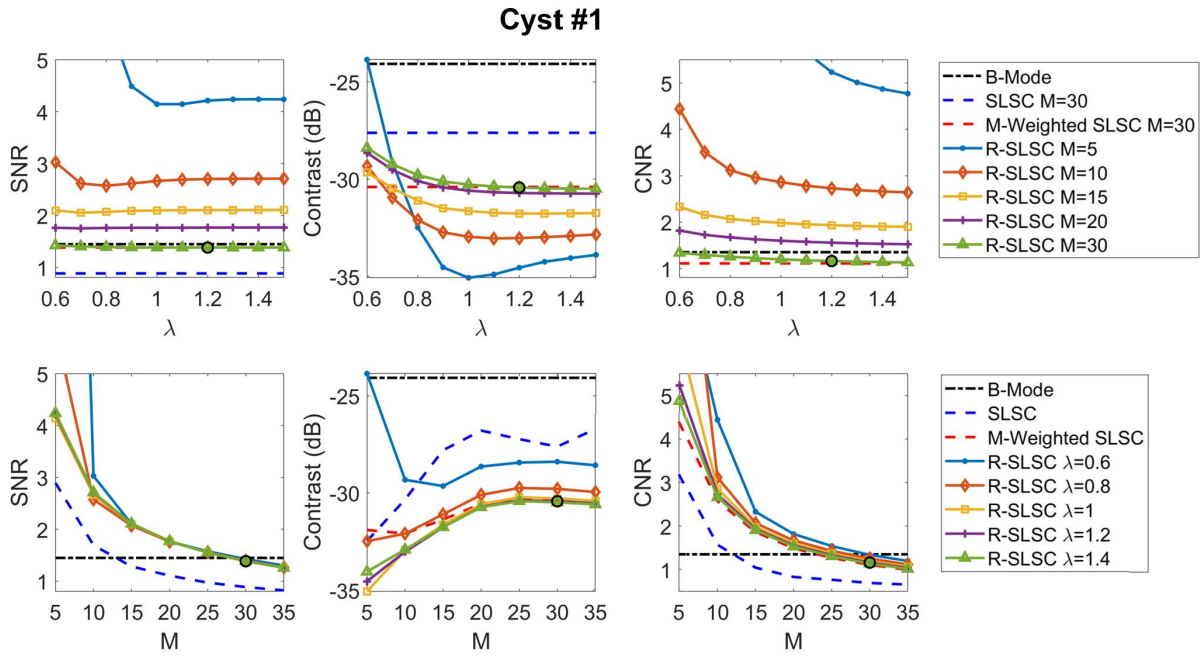 Cyst #1
SNR
5
4
3
2
1
0.6 0.8 1 1.2 1.4
λ
Contrast (dB)
-24
-30
-35
0.6 0.8 1 1.2 1.4
λ
CNR
5
4
3
2
1
0.6 0.8 1 1.2 1.4
λ
B-Mode
SLSC M=30
M-Weighted SLSC M=30
R-SLSC M=5
R-SLSC M=10
R-SLSC M=15
R-SLSC M=20
R-SLSC M=30
SNR
5
4
3
2
1
5 10 15 20 25 30 35
M
Contrast (dB)
-24
-30
-35
5 10 15 20 25 30 35
M
CNR
5
4
3
2
1
5 10 15 20 25 30 35
M
B-Mode
SLSC
M-Weighted SLSC
R-SLSC λ=0.6
R-SLSC λ=0.8
R-SLSC λ=1
R-SLSC λ=1.2
R-SLSC λ=1.4